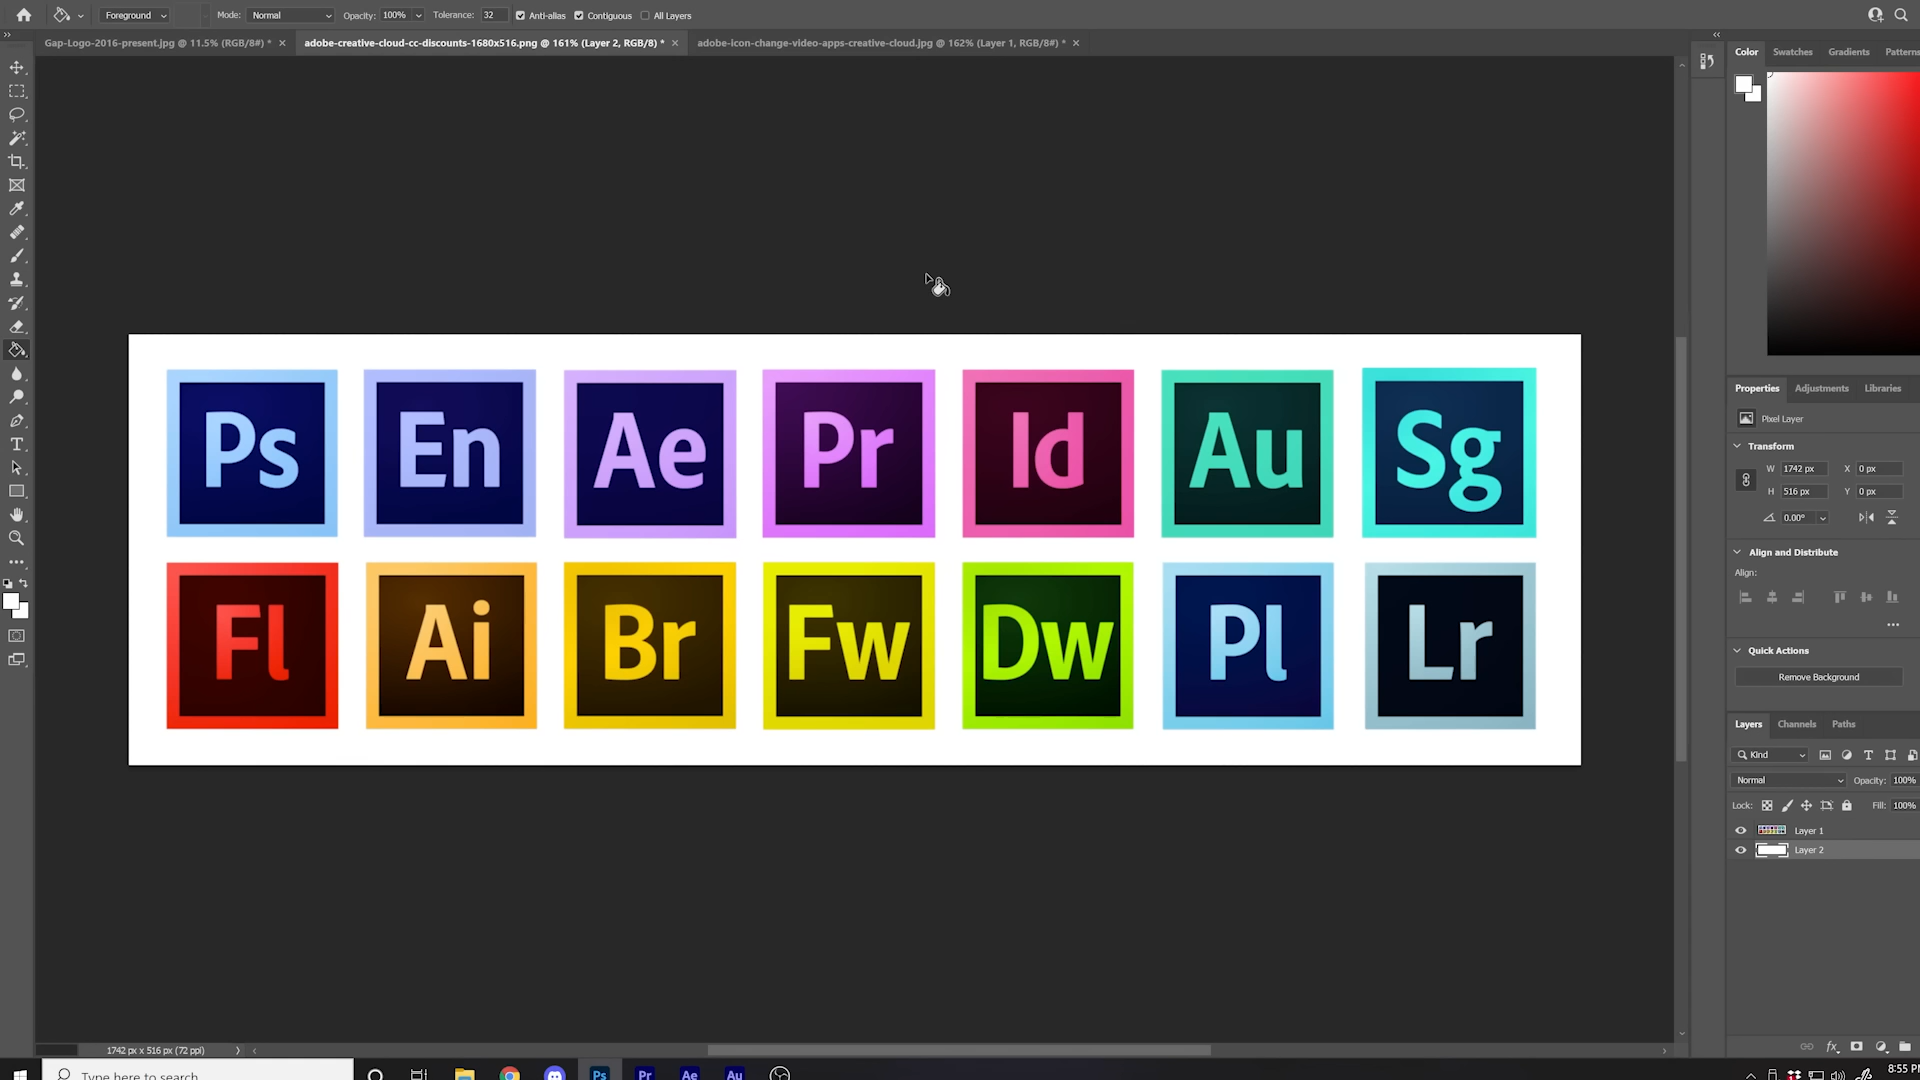 Foreground Mode: Normal Opacity: 100% Tolerance: 32 Anti-alias Contiguous All Layers
Gap-Logo-2016-present.jpg @ 11.5% (RGB/8#) * × adobe-creative-cloud-cc-discounts-1680x516.png @ 161% (Layer 2, RGB/8) * × adobe-icon-change-video-apps-creative-cloud.jpg @ 162% (Layer 1, RGB/8#) * ×
Color Swatches Gradients Patterns
Ps En Ae Pr Id Au Sg
Fl Ai Br Fw Dw Pl Lr
Properties Adjustments Libraries
Pixel Layer
Transform
W 1742 px X 0 px
H 516 px Y 0 px
0.00°
Align and Distribute
Align:
Quick Actions
Remove Background
Layers Channels Paths
Kind
Normal Opacity: 100%
Lock: Fill: 100%
Layer 1
Layer 2
1742 px x 516 px (72 ppi)
Type here to search
Ps Pr Ae Au
8:55 PM